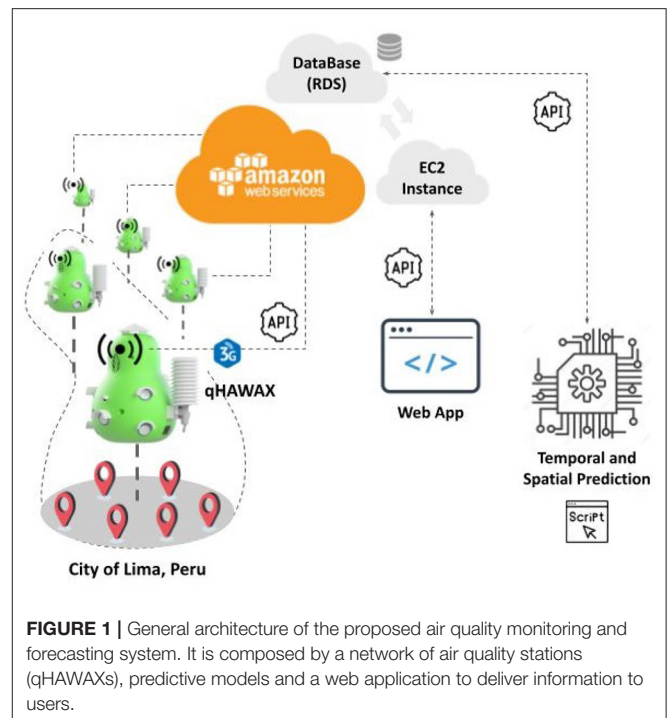 DataBase
(RDS)
API
amazon
web services
EC2
Instance
API
API
3G
qHAWAX
</>
Web App
Temporal and
Spatial Prediction
Script
City of Lima, Peru
FIGURE 1 | General architecture of the proposed air quality monitoring and
forecasting system. It is composed by a network of air quality stations
(qHAWAXs), predictive models and a web application to deliver information to
users.